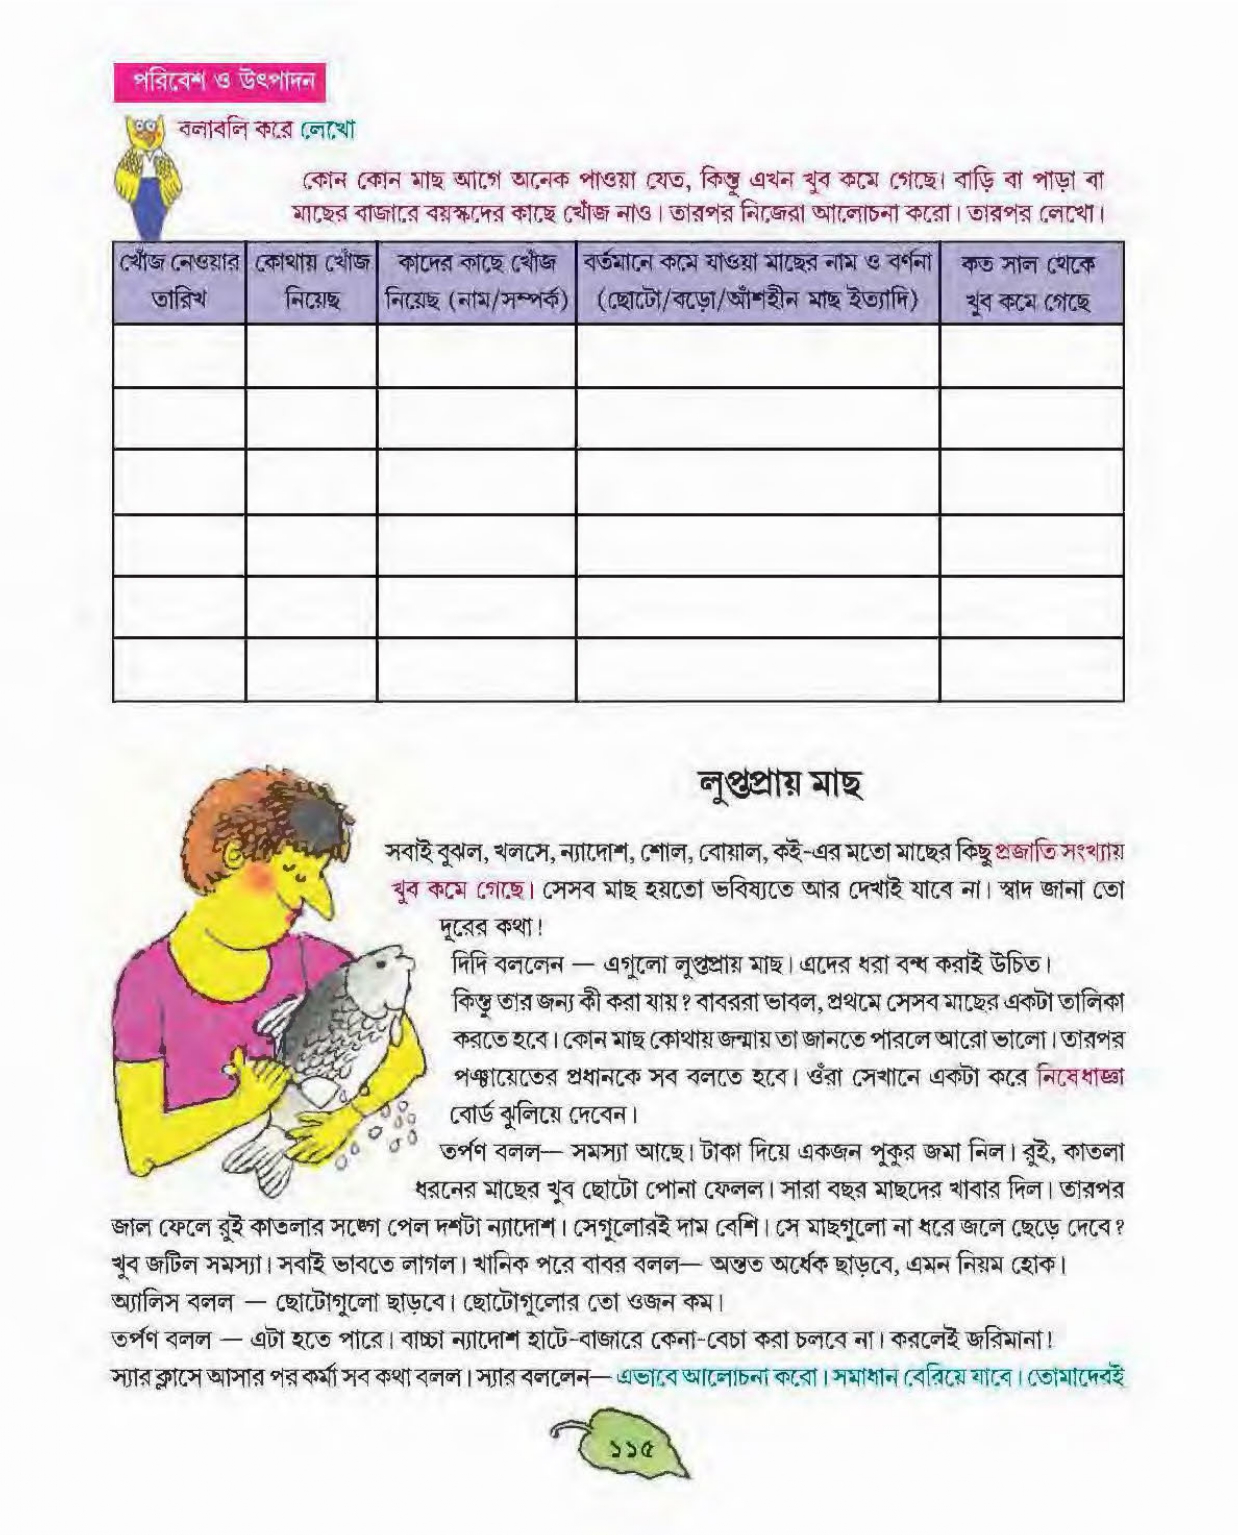 পরিবেশ ও উৎপাদন
বলাবলি করে লেখো
কোন কোন মাছ আগে অনেক পাওয়া যেত, কিন্তু এখন খুব কমে গেছে। বাড়ি বা পাড়া বা
মাছের বাজারে বয়স্কদের কাছে খোঁজ নাও। তারপর নিজেরা আলোচনা করো। তারপর লেখো।
খোঁজ নেওয়ার তারিখ
কোথায় খোঁজ নিয়েছ
কাদের কাছে খোঁজ নিয়েছ (নাম/সম্পর্ক)
বর্তমানে কমে যাওয়া মাছের নাম ও বর্ণনা (ছোটো/বড়ো/আঁশহীন মাছ ইত্যাদি)
কত সাল থেকে খুব কমে গেছে
লুপ্তপ্রায় মাছ
সবাই বুঝল, খলসে, ন্যাদোশ, শোল, বোয়াল, কই-এর মতো মাছের কিছু প্রজাতি সংখ্যায়
খুব কমে গেছে। সেসব মাছ হয়তো ভবিষ্যতে আর দেখাই যাবে না। স্বাদ জানা তো
দূরের কথা!
দিদি বললেন — এগুলো লুপ্তপ্রায় মাছ। এদের ধরা বন্ধ করাই উচিত।
কিন্তু তার জন্য কী করা যায়? বাবররা ভাবল, প্রথমে সেসব মাছের একটা তালিকা
করতে হবে। কোন মাছ কোথায় জন্মায় তা জানতে পারলে আরো ভালো। তারপর
পঞ্চায়েতের প্রধানকে সব বলতে হবে। ওঁরা সেখানে একটা করে নিষেধাজ্ঞা
বোর্ড ঝুলিয়ে দেবেন।
তর্পণ বলল— সমস্যা আছে। টাকা দিয়ে একজন পুকুর জমা নিল। রুই, কাতলা
ধরনের মাছের খুব ছোটো পোনা ফেলল। সারা বছর মাছদের খাবার দিল। তারপর
জাল ফেলে রুই কাতলার সঙ্গে পেল দশটা ন্যাদোশ। সেগুলোরই দাম বেশি। সে মাছগুলো না ধরে জলে ছেড়ে দেবে?
খুব জটিল সমস্যা। সবাই ভাবতে লাগল। খানিক পরে বাবর বলল— অন্তত অর্ধেক ছাড়বে, এমন নিয়ম হোক।
অ্যালিস বলল — ছোটোগুলো ছাড়বে। ছোটোগুলোর তো ওজন কম।
তর্পণ বলল — এটা হতে পারে। বাচ্চা ন্যাদোশ হাটে-বাজারে কেনা-বেচা করা চলবে না। করলেই জরিমানা!
স্যার ক্লাসে আসার পর কর্মা সব কথা বলল। স্যার বললেন— এভাবে আলোচনা করো। সমাধান বেরিয়ে যাবে। তোমাদেরই
১১৫